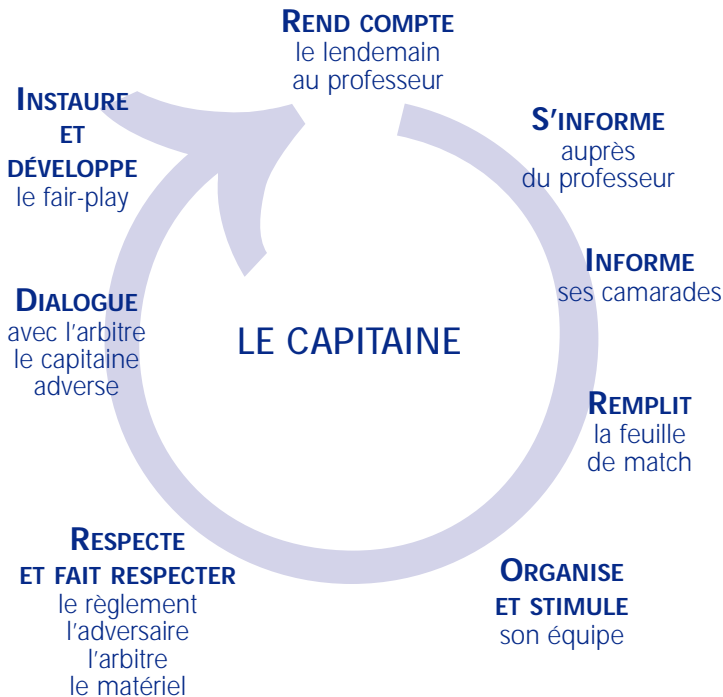 REND COMPTE
le lendemain
au professeur
S'INFORME
auprès
du professeur
INFORME
ses camarades
REMPLIT
la feuille
de match
ORGANISE
ET STIMULE
son équipe
RESPECTE
ET FAIT RESPECTER
le règlement
l'adversaire
l'arbitre
le matériel
DIALOGUE
avec l'arbitre
le capitaine
adverse
INSTAURE
ET
DÉVELOPPE
le fair-play
LE CAPITAINE